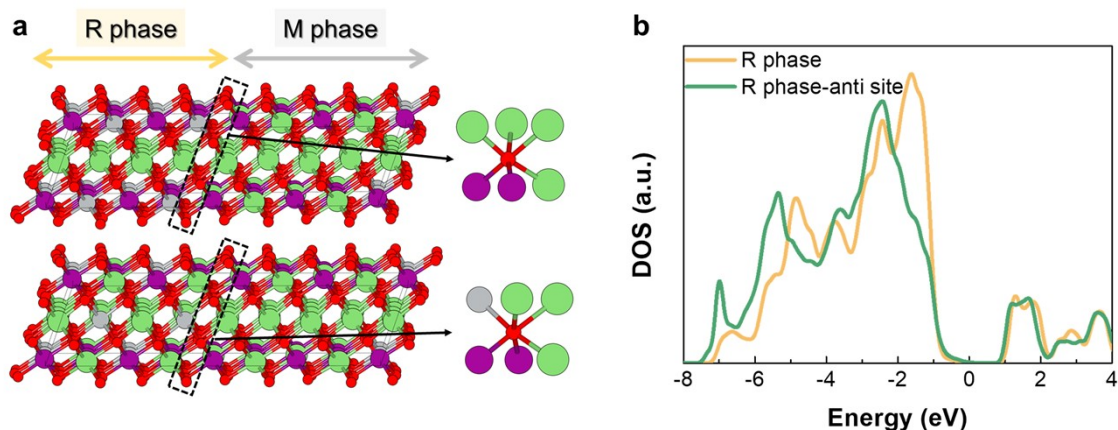 a
R phase
M phase
b
R phase
R phase-anti site
DOS (a.u.)
-8
-6
-4
-2
0
2
4
Energy (eV)